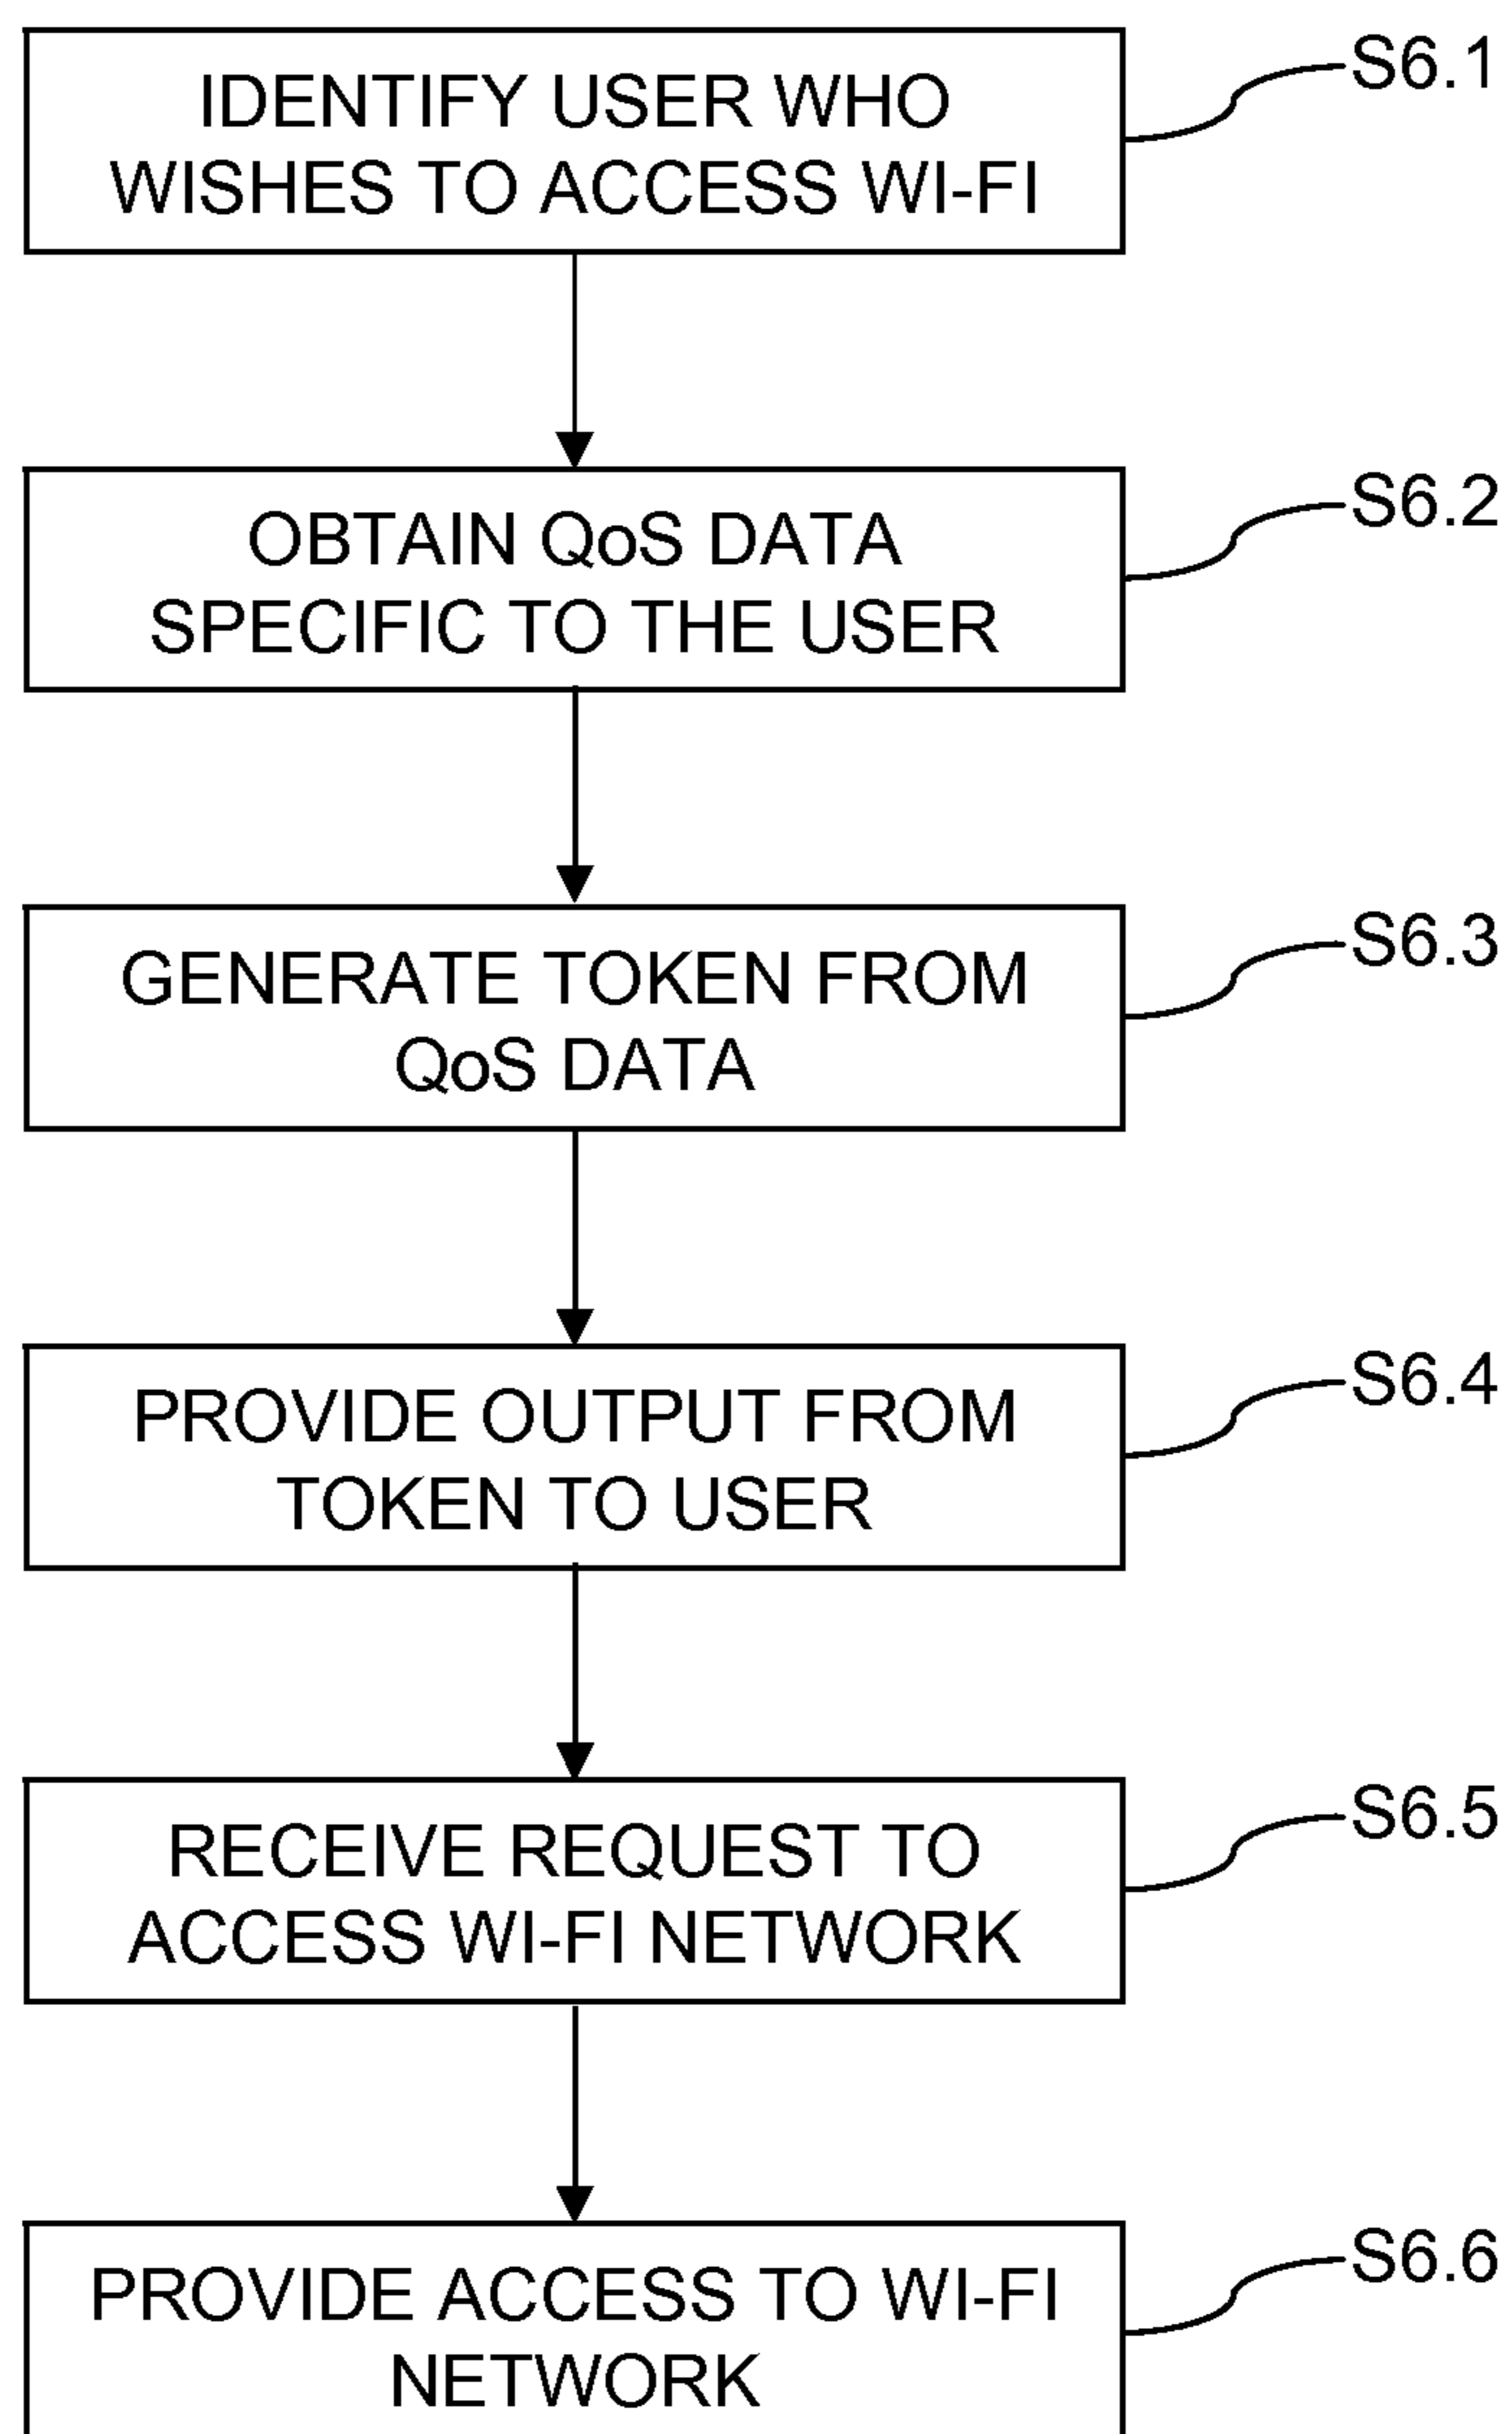 IDENTIFY USER WHO
WISHES TO ACCESS WI-FI
S6.1
OBTAIN QoS DATA
SPECIFIC TO THE USER
S6.2
GENERATE TOKEN FROM
QoS DATA
S6.3
PROVIDE OUTPUT FROM
TOKEN TO USER
S6.4
RECEIVE REQUEST TO
ACCESS WI-FI NETWORK
S6.5
PROVIDE ACCESS TO WI-FI
NETWORK
S6.6